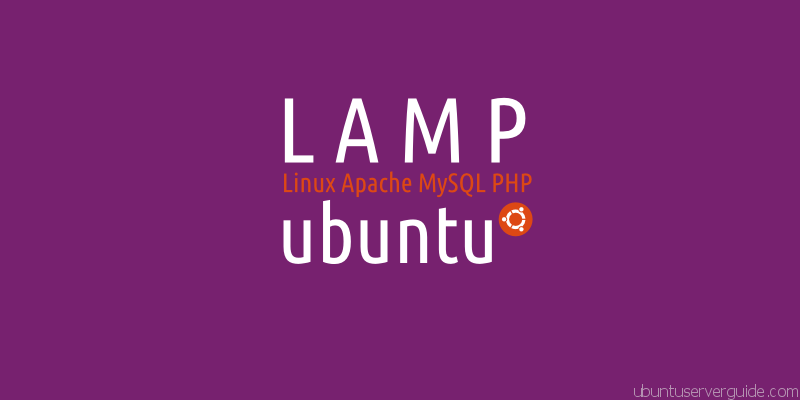 LAMP
Linux Apache MySQL PHP
ubuntu
ubuntuserverguide.com